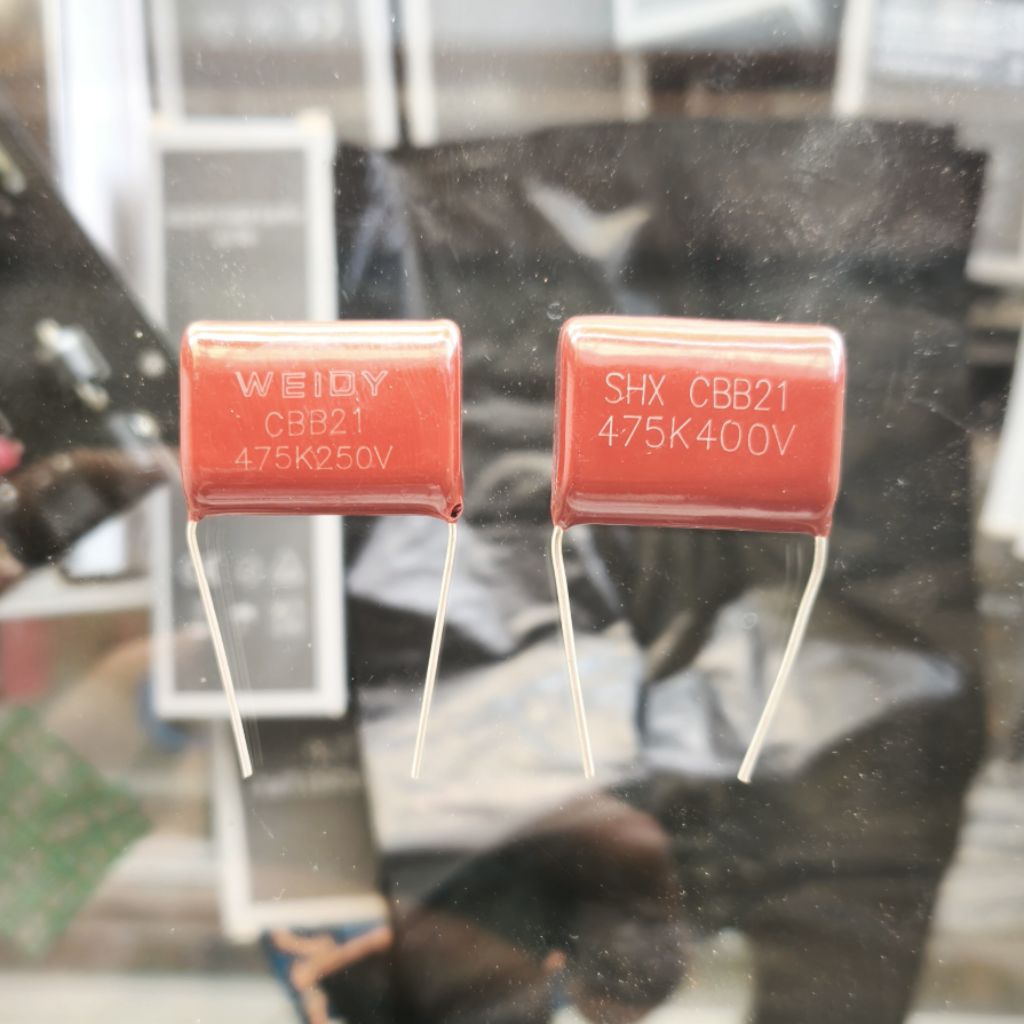 WEIDY
CBB21
475K250V
SHX CBB21
475K400V